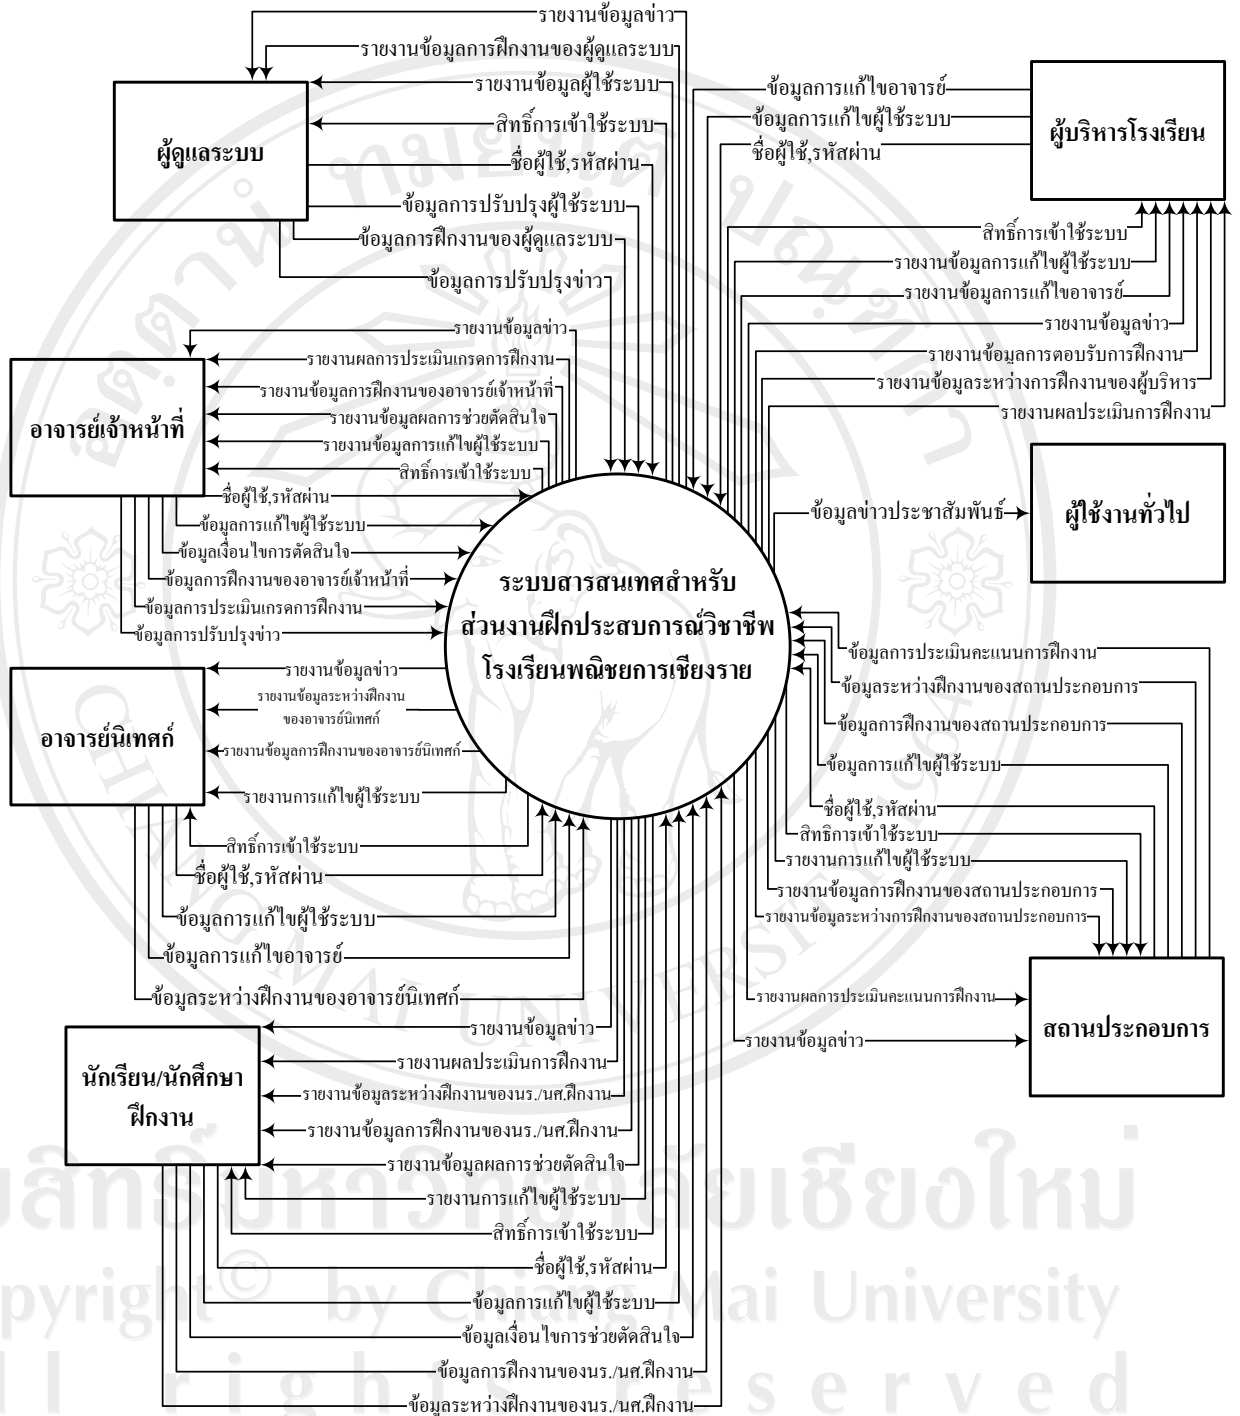 รายงานข้อมูลข่าว
รายงานข้อมูลการฝึกงานของผู้ดูแลระบบ
รายงานข้อมูลผู้ใช้ระบบ
สิทธิ์การเข้าใช้ระบบ
ชื่อผู้ใช้,รหัสผ่าน
ข้อมูลการปรับปรุงผู้ใช้ระบบ
ข้อมูลการฝึกงานของผู้ดูแลระบบ
ข้อมูลการปรับปรุงข่าว
ผู้ดูแลระบบ
ข้อมูลการแก้ไขอาจารย์
ข้อมูลการแก้ไขผู้ใช้ระบบ
ชื่อผู้ใช้,รหัสผ่าน
ผู้บริหารโรงเรียน
สิทธิ์การเข้าใช้ระบบ
รายงานข้อมูลการแก้ไขผู้ใช้ระบบ
รายงานข้อมูลการแก้ไขอาจารย์
รายงานข้อมูลข่าว
รายงานข้อมูลการตอบรับการฝึกงาน
รายงานข้อมูลระหว่างการฝึกงานของผู้บริหาร
รายงานผลประเมินการฝึกงาน
รายงานข้อมูลข่าว
รายงานผลการประเมินเกรดการฝึกงาน
รายงานข้อมูลการฝึกงานของอาจารย์เจ้าหน้าที่
รายงานข้อมูลผลการช่วยตัดสินใจ
รายงานข้อมูลการแก้ไขผู้ใช้ระบบ
สิทธิ์การเข้าใช้ระบบ
อาจารย์เจ้าหน้าที่
ชื่อผู้ใช้,รหัสผ่าน
ข้อมูลการแก้ไขผู้ใช้ระบบ
ข้อมูลเงื่อนไขการตัดสินใจ
ข้อมูลการฝึกงานของอาจารย์เจ้าหน้าที่
ข้อมูลการประเมินเกรดการฝึกงาน
ข้อมูลการปรับปรุงข่าว
ข้อมูลข่าวประชาสัมพันธ์
ผู้ใช้งานทั่วไป
ระบบสารสนเทศสำหรับ
ส่วนงานฝึกประสบการณ์วิชาชีพ
โรงเรียนพณิชยการเชียงราย
รายงานข้อมูลข่าว
รายงานข้อมูลระหว่างฝึกงาน
ของอาจารย์นิเทศก์
รายงานข้อมูลการฝึกงานของอาจารย์นิเทศก์
รายงานการแก้ไขผู้ใช้ระบบ
อาจารย์นิเทศก์
สิทธิ์การเข้าใช้ระบบ
ชื่อผู้ใช้,รหัสผ่าน
ข้อมูลการแก้ไขผู้ใช้ระบบ
ข้อมูลการแก้ไขอาจารย์
ข้อมูลระหว่างฝึกงานของอาจารย์นิเทศก์
ข้อมูลการประเมินคะแนนการฝึกงาน
ข้อมูลระหว่างฝึกงานของสถานประกอบการ
ข้อมูลการฝึกงานของสถานประกอบการ
ข้อมูลการแก้ไขผู้ใช้ระบบ
ชื่อผู้ใช้,รหัสผ่าน
สิทธิการเข้าใช้ระบบ
รายงานการแก้ไขผู้ใช้ระบบ
รายงานข้อมูลการฝึกงานของสถานประกอบการ
รายงานข้อมูลระหว่างการฝึกงานของสถานประกอบการ
รายงานผลการประเมินคะแนนการฝึกงาน
รายงานข้อมูลข่าว
สถานประกอบการ
รายงานข้อมูลข่าว
รายงานผลประเมินการฝึกงาน
รายงานข้อมูลระหว่างฝึกงานของนร./นศ.ฝึกงาน
รายงานข้อมูลการฝึกงานของนร./นศ.ฝึกงาน
รายงานข้อมูลผลการช่วยตัดสินใจ
รายงานการแก้ไขผู้ใช้ระบบ
สิทธิ์การเข้าใช้ระบบ
นักเรียน/นักศึกษา
ฝึกงาน
ชื่อผู้ใช้,รหัสผ่าน
ข้อมูลการแก้ไขผู้ใช้ระบบ
ข้อมูลเงื่อนไขการช่วยตัดสินใจ
ข้อมูลการฝึกงานของนร./นศ.ฝึกงาน
ข้อมูลระหว่างฝึกงานของนร./นศ.ฝึกงาน
CHIANG MAI UNIVERSITY 1964
มหาวิทยาลัยเชียงใหม่
by Chiang Mai University
rights reserved